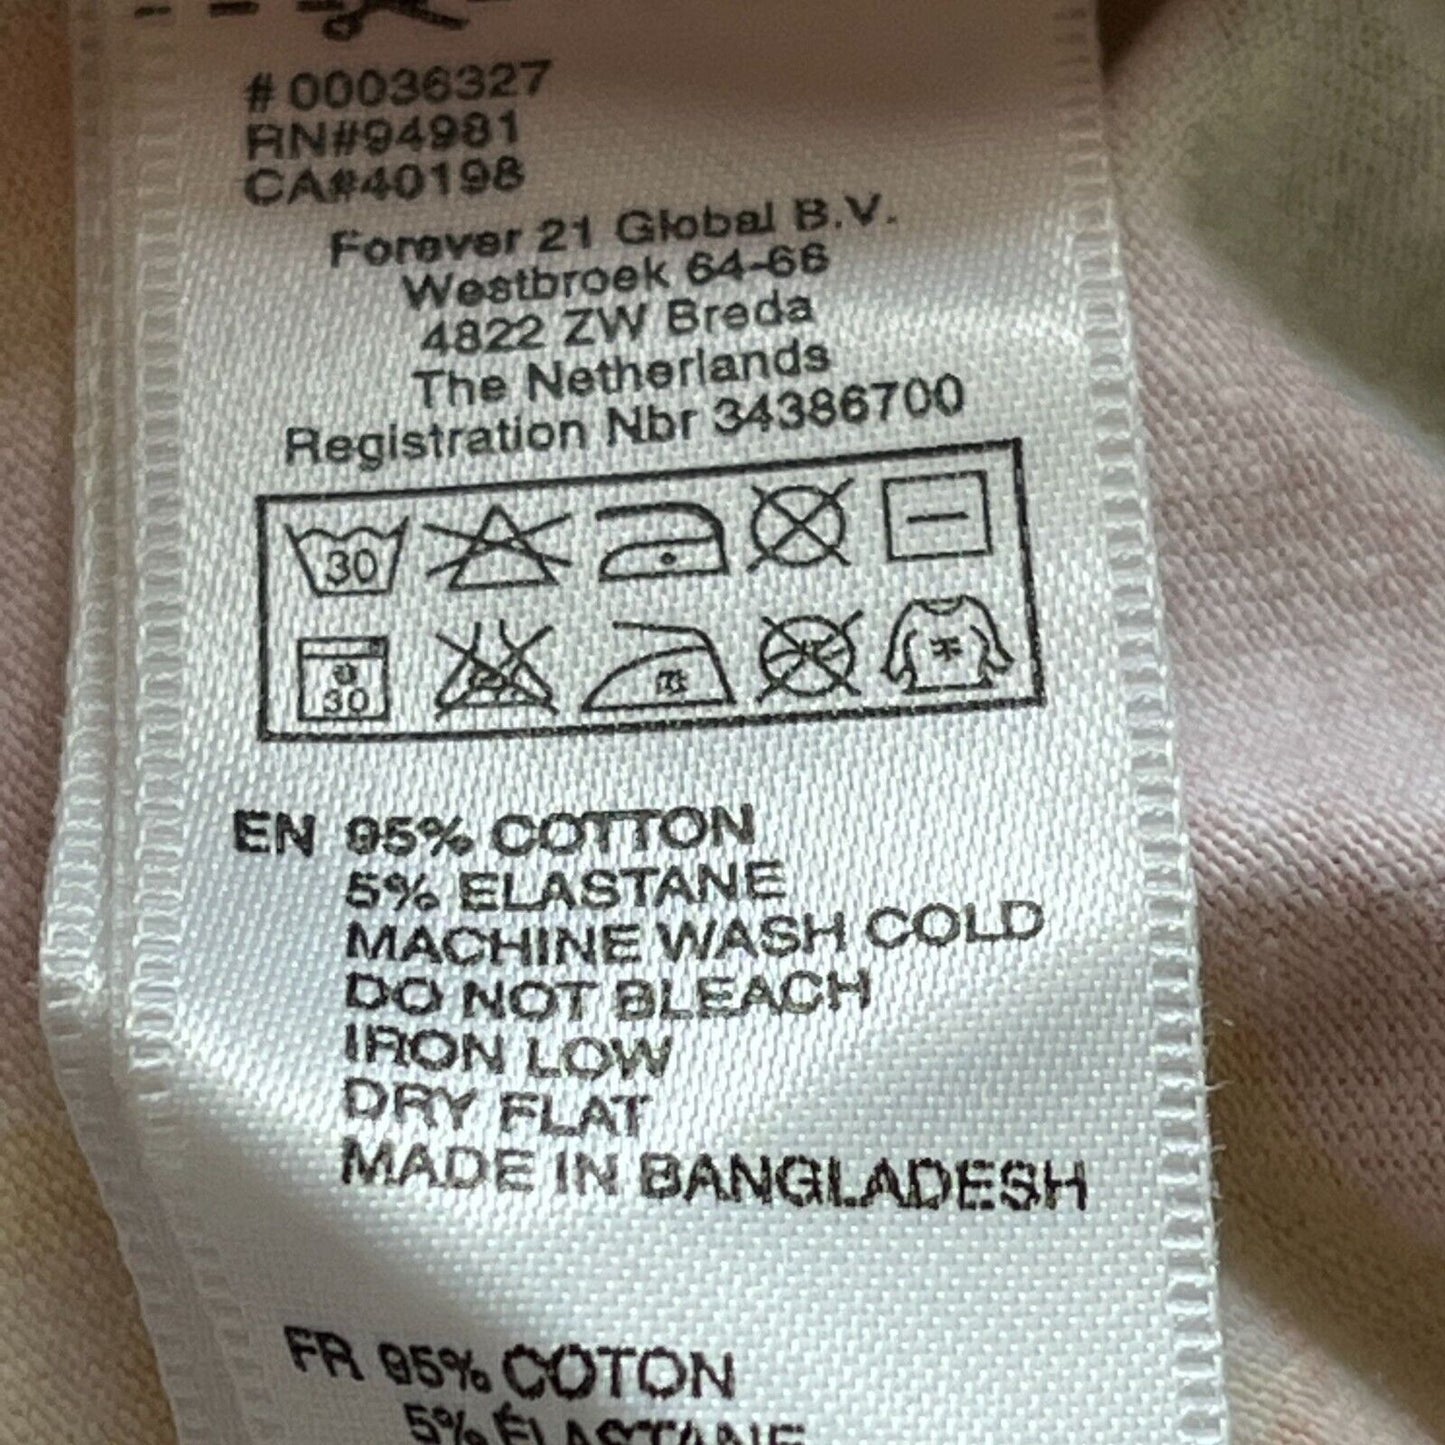 # 00036327
RN#94981
CA#40198
Forever 21 Global B.V.
Westbroek 64-66
4822 ZW Breda
The Netherlands
Registration Nbr 34386700
30
30
EN 95% COTTON
5% ELASTANE
MACHINE WASH COLD
DO NOT BLEACH
IRON LOW
DRY FLAT
MADE IN BANGLADESH
FR 95% COTON
5% ÉLASTANE